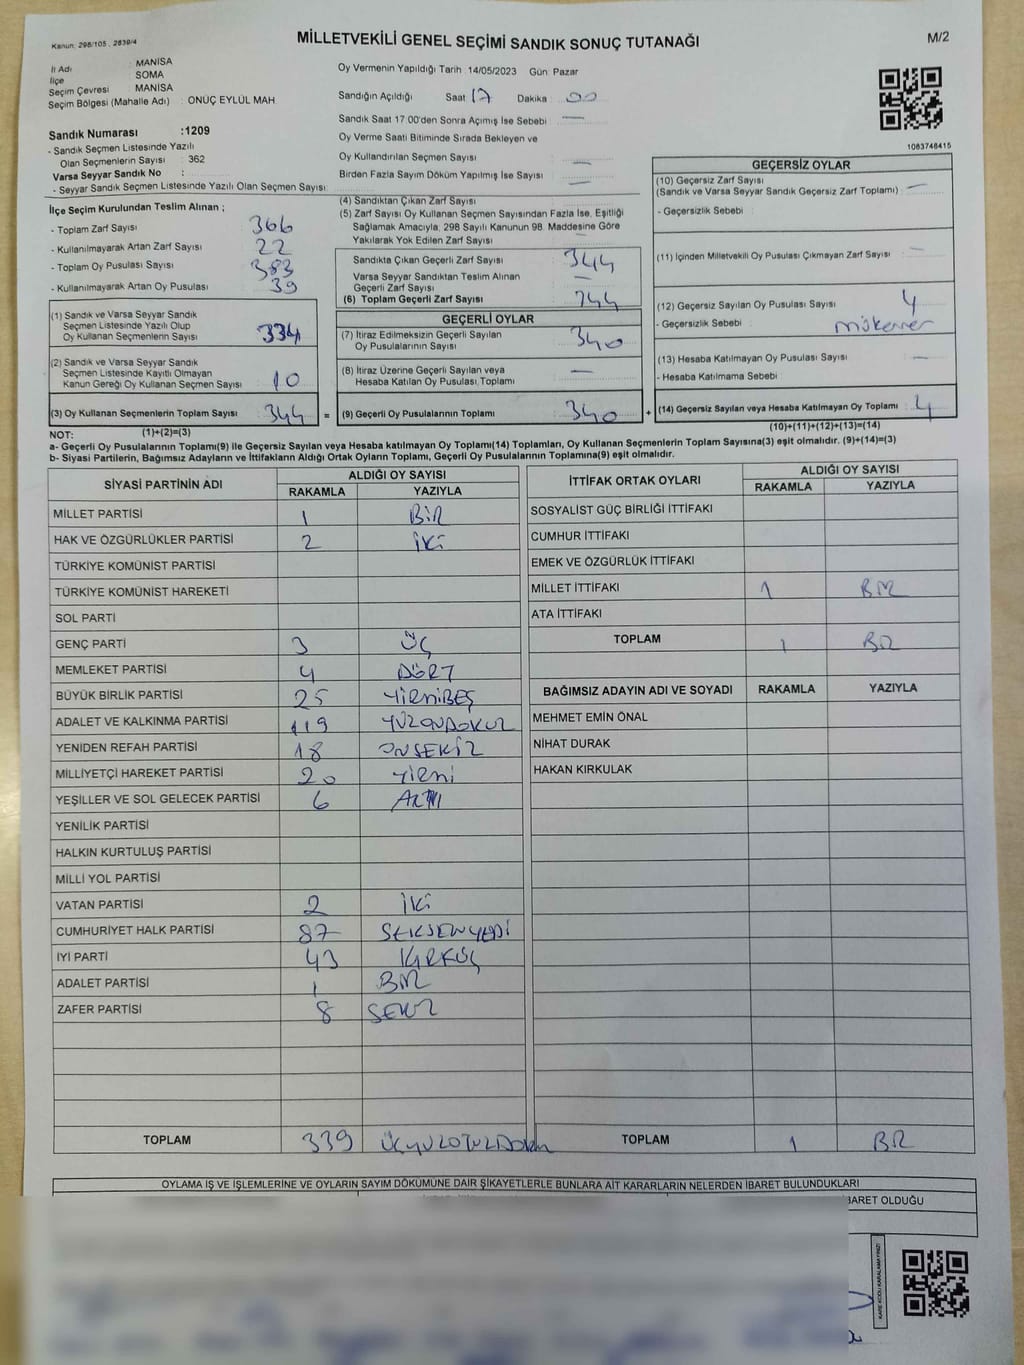 Kanun: 298/105, 2839/4
MİLLETVEKİLİ GENEL SEÇİMİ SANDIK SONUÇ TUTANAĞI
M/2
İl Adı : MANİSA
İlçe : SOMA
Seçim Çevresi : MANİSA
Seçim Bölgesi (Mahalle Adı) : ONÜÇ EYLÜL MAH.
Sandık Numarası :1209
- Sandık Seçmen Listesinde Yazılı
Olan Seçmenlerin Sayısı : 362
Varsa Seyyar Sandık No :
- Seyyar Sandık Seçmen Listesinde Yazılı Olan Seçmen Sayısı:
Oy Vermenin Yapıldığı Tarih :14/05/2023 Gün: Pazar
Sandığın Açıldığı Saat 17 Dakika : 00
Sandık Saat 17.00'den Sonra Açımış İse Sebebi : —
Oy Verme Saati Bitiminde Sırada Bekleyen ve
Oy Kullandırılan Seçmen Sayısı : —
Birden Fazla Sayım Döküm Yapılmış İse Sayısı : —
1083748415
İlçe Seçim Kurulundan Teslim Alınan ;
- Toplam Zarf Sayısı : 366
- Kullanılmayarak Artan Zarf Sayısı : 22
- Toplam Oy Pusulası Sayısı : 383
- Kullanılmayarak Artan Oy Pusulası : 39
(4) Sandıktan Çıkan Zarf Sayısı :
(5) Zarf Sayısı Oy Kullanan Seçmen Sayısından Fazla İse, Eşitliği
Sağlamak Amacıyla, 298 Sayılı Kanunun 98. Maddesine Göre
Yakılarak Yok Edilen Zarf Sayısı : —
Sandıkta Çıkan Geçerli Zarf Sayısı : 344
Varsa Seyyar Sandıktan Teslim Alınan
Geçerli Zarf Sayısı : —
(6) Toplam Geçerli Zarf Sayısı : 344
GEÇERSİZ OYLAR
(10) Geçersiz Zarf Sayısı
(Sandık ve Varsa Seyyar Sandık Geçersiz Zarf Toplamı) : —
- Geçersizlik Sebebi :
(11) İçinden Milletvekili Oy Pusulası Çıkmayan Zarf Sayısı : —
(12) Geçersiz Sayılan Oy Pusulası Sayısı : 4
- Geçersizlik Sebebi : mükerrer
(13) Hesaba Katılmayan Oy Pusulası Sayısı : —
- Hesaba Katılmama Sebebi :
(1) Sandık ve Varsa Seyyar Sandık
Seçmen Listesinde Yazılı Olup
Oy Kullanan Seçmenlerin Sayısı : 334
(2) Sandık ve Varsa Seyyar Sandık
Seçmen Listesinde Kayıtlı Olmayan
Kanun Gereği Oy Kullanan Seçmen Sayısı : 10
GEÇERLİ OYLAR
(7) İtiraz Edilmeksizin Geçerli Sayılan
Oy Pusulalarının Sayısı : 340
(8) İtiraz Üzerine Geçerli Sayılan veya
Hesaba Katılan Oy Pusulası Toplamı : —
(3) Oy Kullanan Seçmenlerin Toplam Sayısı : 344 = (9) Geçerli Oy Pusulalarının Toplamı : 340 + (14) Geçersiz Sayılan veya Hesaba Katılmayan Oy Toplamı : 4
(1)+(2)=(3) (10)+(11)+(12)+(13)=(14)
NOT:
a- Geçerli Oy Pusulalarının Toplamı(9) ile Geçersiz Sayılan veya Hesaba katılmayan Oy Toplamı(14) Toplamları, Oy Kullanan Seçmenlerin Toplam Sayısına(3) eşit olmalıdır. (9)+(14)=(3)
b- Siyasi Partilerin, Bağımsız Adayların ve İttifakların Aldığı Ortak Oyların Toplamı, Geçerli Oy Pusulalarının Toplamına(9) eşit olmalıdır.
SİYASİ PARTİNİN ADI ALDIĞI OY SAYISI
RAKAMLA YAZIYLA
MİLLET PARTİSİ 1 BİR
HAK VE ÖZGÜRLÜKLER PARTİSİ 2 İKİ
TÜRKİYE KOMÜNİST PARTİSİ
TÜRKİYE KOMÜNİST HAREKETİ
SOL PARTİ
GENÇ PARTİ 3 ÜÇ
MEMLEKET PARTİSİ 4 DÖRT
BÜYÜK BİRLİK PARTİSİ 25 YİRMİBEŞ
ADALET VE KALKINMA PARTİSİ 119 YÜZONDOKUZ
YENİDEN REFAH PARTİSİ 18 ONSEKİZ
MİLLİYETÇİ HAREKET PARTİSİ 20 YİRMİ
YEŞİLLER VE SOL GELECEK PARTİSİ 6 ALTI
YENİLİK PARTİSİ
HALKIN KURTULUŞ PARTİSİ
MİLLİ YOL PARTİSİ
VATAN PARTİSİ 2 İKİ
CUMHURİYET HALK PARTİSİ 87 SEKSENYEDİ
İYİ PARTİ 43 KIRKÜÇ
ADALET PARTİSİ 1 BİR
ZAFER PARTİSİ 8 SEKİZ
TOPLAM 339 ÜÇYÜZOTUZDOKUZ
İTTİFAK ORTAK OYLARI ALDIĞI OY SAYISI
RAKAMLA YAZIYLA
SOSYALİST GÜÇ BİRLİĞİ İTTİFAKI
CUMHUR İTTİFAKI
EMEK VE ÖZGÜRLÜK İTTİFAKI
MİLLET İTTİFAKI 1 BİR
ATA İTTİFAKI
TOPLAM 1 BİR
BAĞIMSIZ ADAYIN ADI VE SOYADI RAKAMLA YAZIYLA
MEHMET EMİN ÖNAL
NİHAT DURAK
HAKAN KIRKULAK
TOPLAM 1 BİR
OYLAMA İŞ VE İŞLEMLERİNE VE OYLARIN SAYIM DÖKÜMÜNE DAİR ŞİKAYETLERLE BUNLARA AİT KARARLARIN NELERDEN İBARET BULUNDUKLARI
İBARET OLDUĞU
KARE KODU KARALAMAYINIZ!